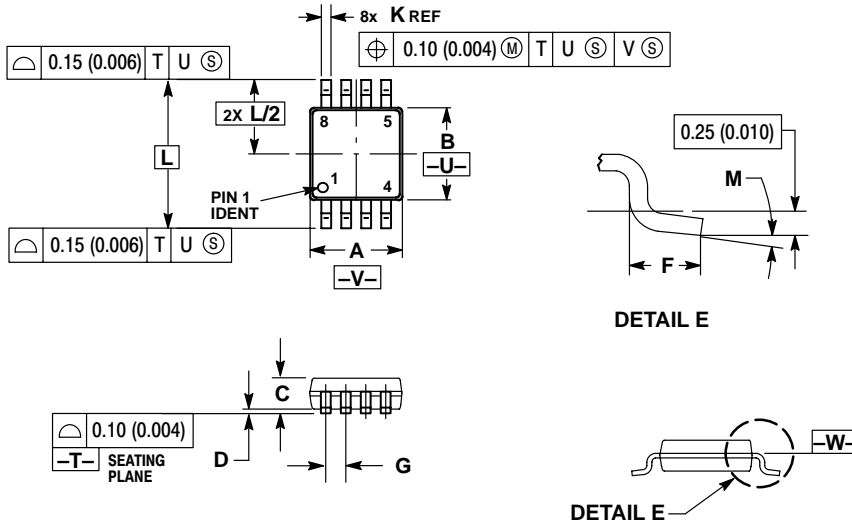 8x K REF
⌖ 0.10 (0.004) Ⓜ T U Ⓢ V Ⓢ
⌓ 0.15 (0.006) T U Ⓢ
2X L/2
8 5
B
–U–
L
1
4
PIN 1
IDENT
⌓ 0.15 (0.006) T U Ⓢ
A
–V–
0.25 (0.010)
M
F
DETAIL E
C
⌓ 0.10 (0.004)
–T– SEATING
PLANE
D
G
–W–
DETAIL E